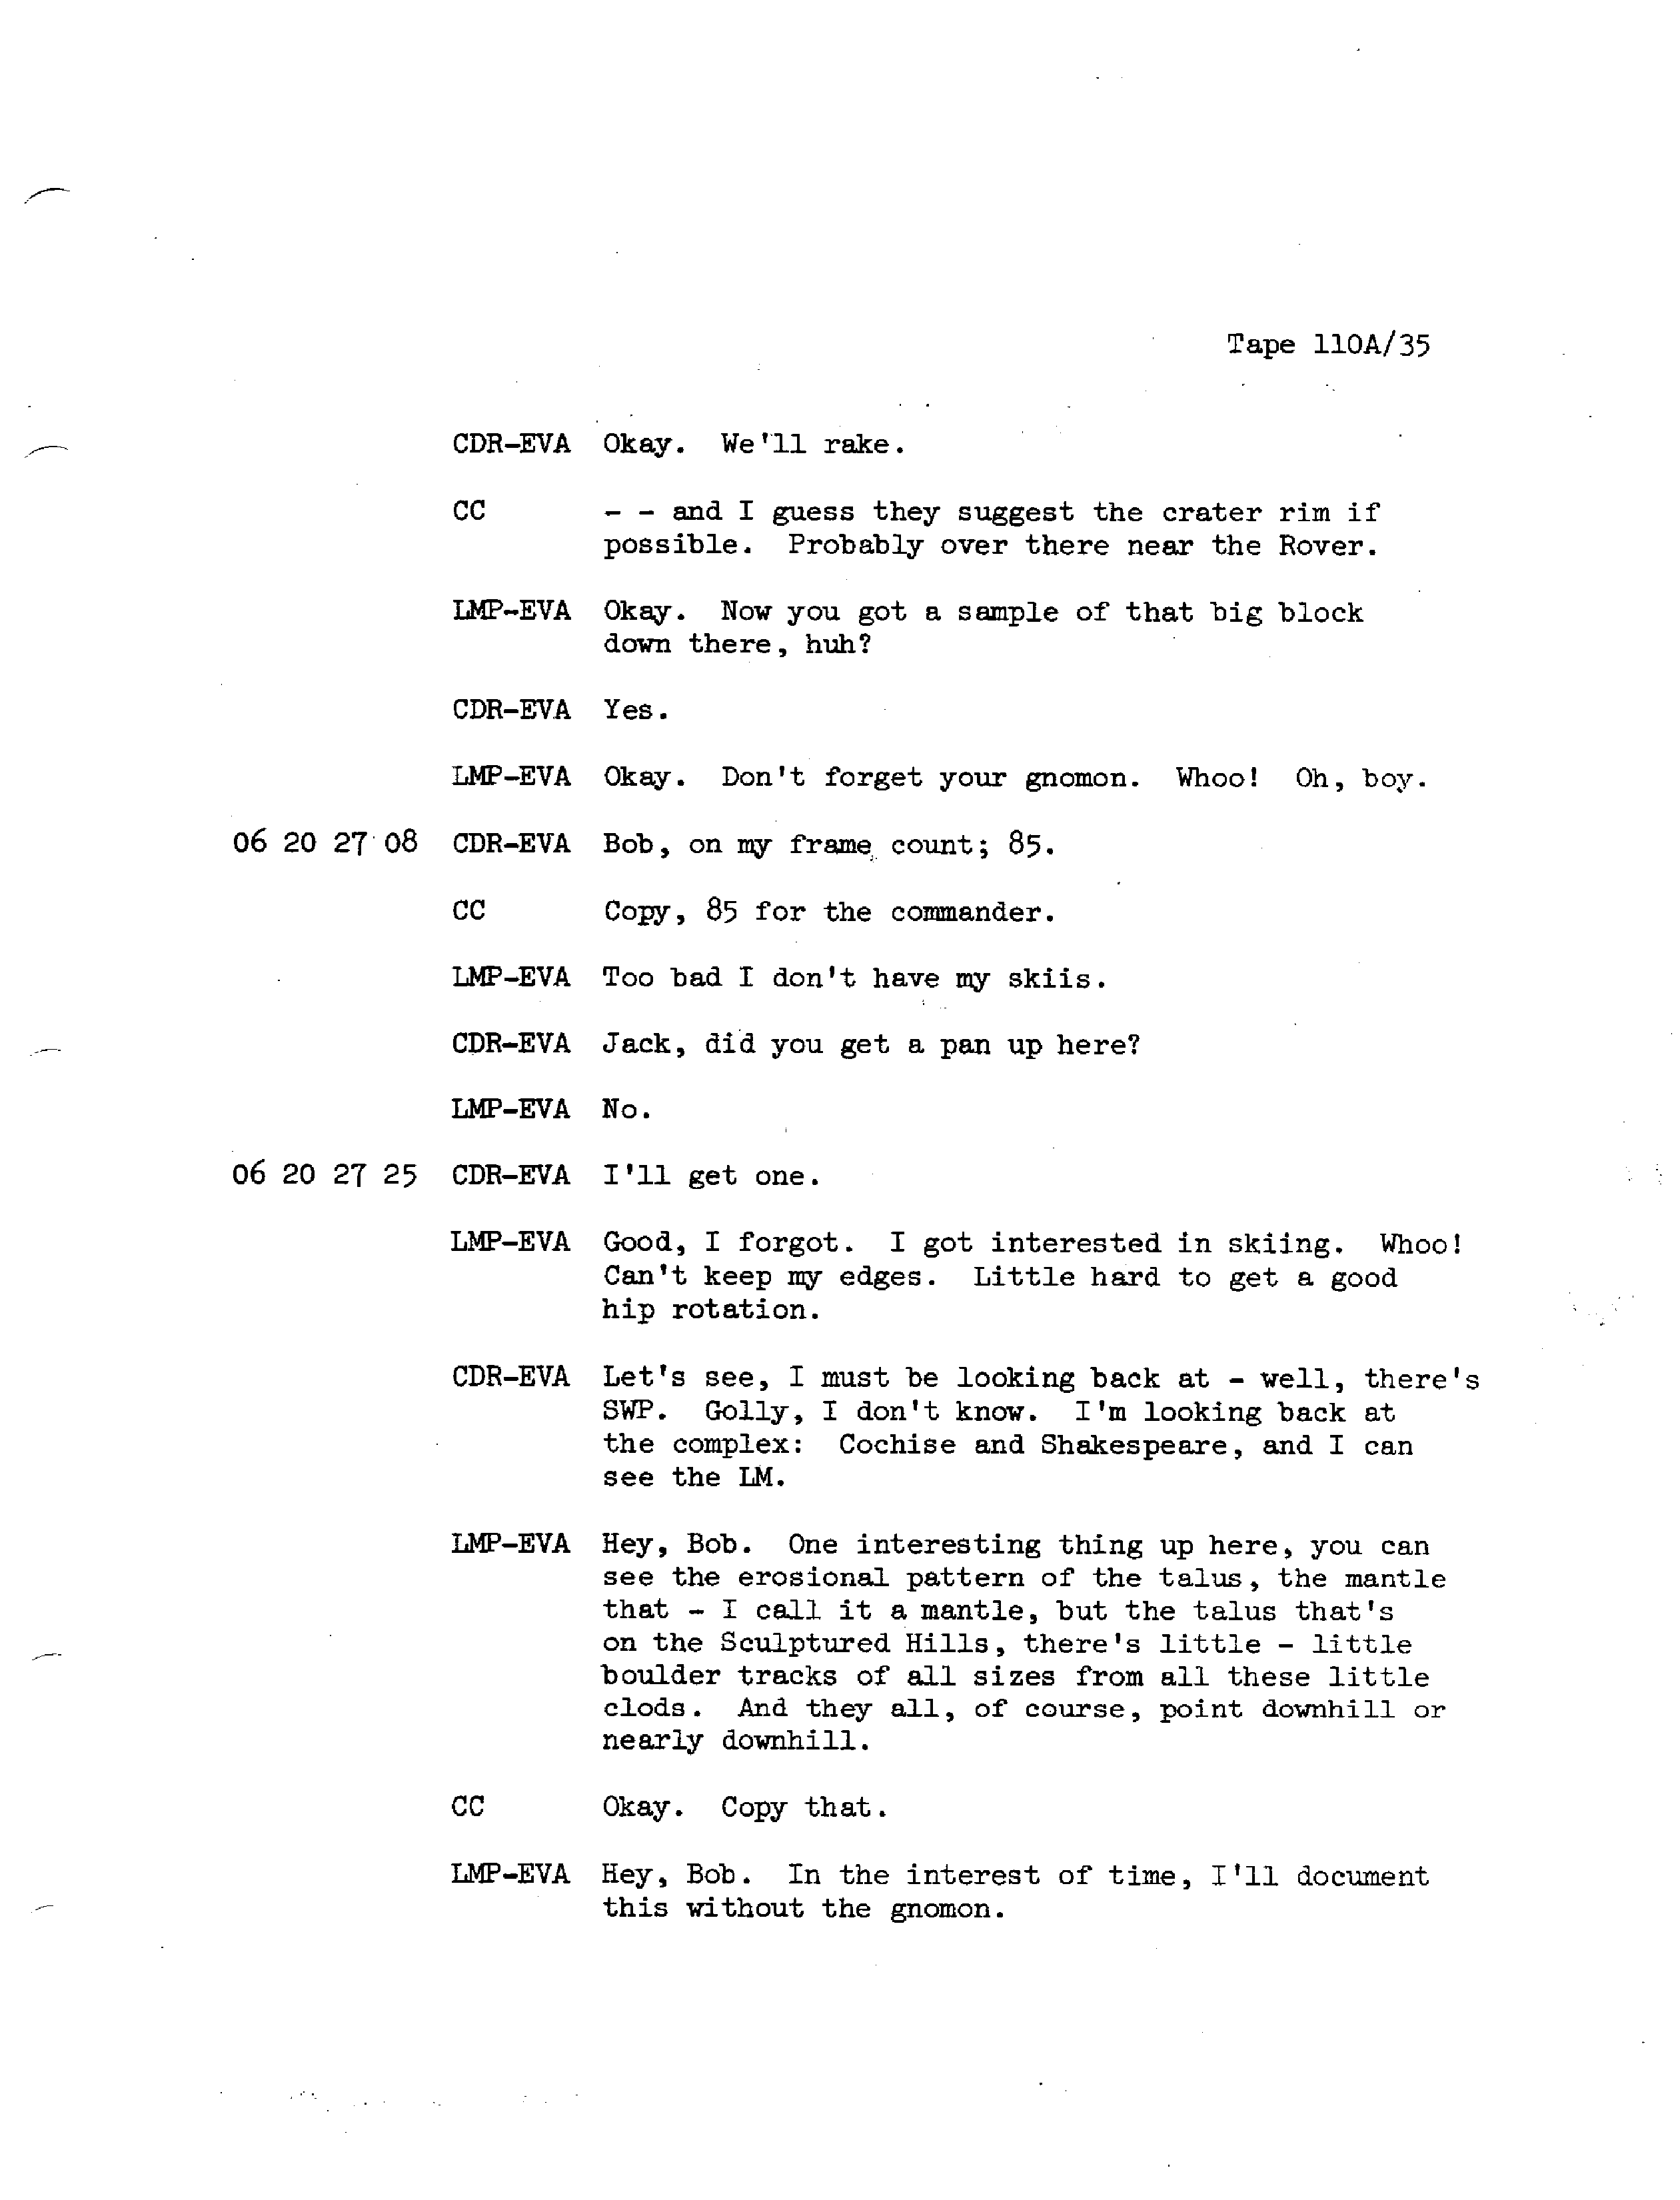 Tape 110A/35
CDR-EVA Okay. We'll rake.
CC - - and I guess they suggest the crater rim if
possible. Probably over there near the Rover.
LMP-EVA Okay. Now you got a sample of that big block
down there, huh?
CDR-EVA Yes.
LMP-EVA Okay. Don't forget your gnomon. Whoo! Oh, boy.
06 20 27 08 CDR-EVA Bob, on my frame count; 85.
CC Copy, 85 for the commander.
LMP-EVA Too bad I don't have my skiis.
CDR-EVA Jack, did you get a pan up here?
LMP-EVA No.
06 20 27 25 CDR-EVA I'll get one.
LMP-EVA Good, I forgot. I got interested in skiing. Whoo!
Can't keep my edges. Little hard to get a good
hip rotation.
CDR-EVA Let's see, I must be looking back at - well, there's
SWP. Golly, I don't know. I'm looking back at
the complex: Cochise and Shakespeare, and I can
see the LM.
LMP-EVA Hey, Bob. One interesting thing up here, you can
see the erosional pattern of the talus, the mantle
that - I call it a mantle, but the talus that's
on the Sculptured Hills, there's little - little
boulder tracks of all sizes from all these little
clods. And they all, of course, point downhill or
nearly downhill.
CC Okay. Copy that.
LMP-EVA Hey, Bob. In the interest of time, I'll document
this without the gnomon.